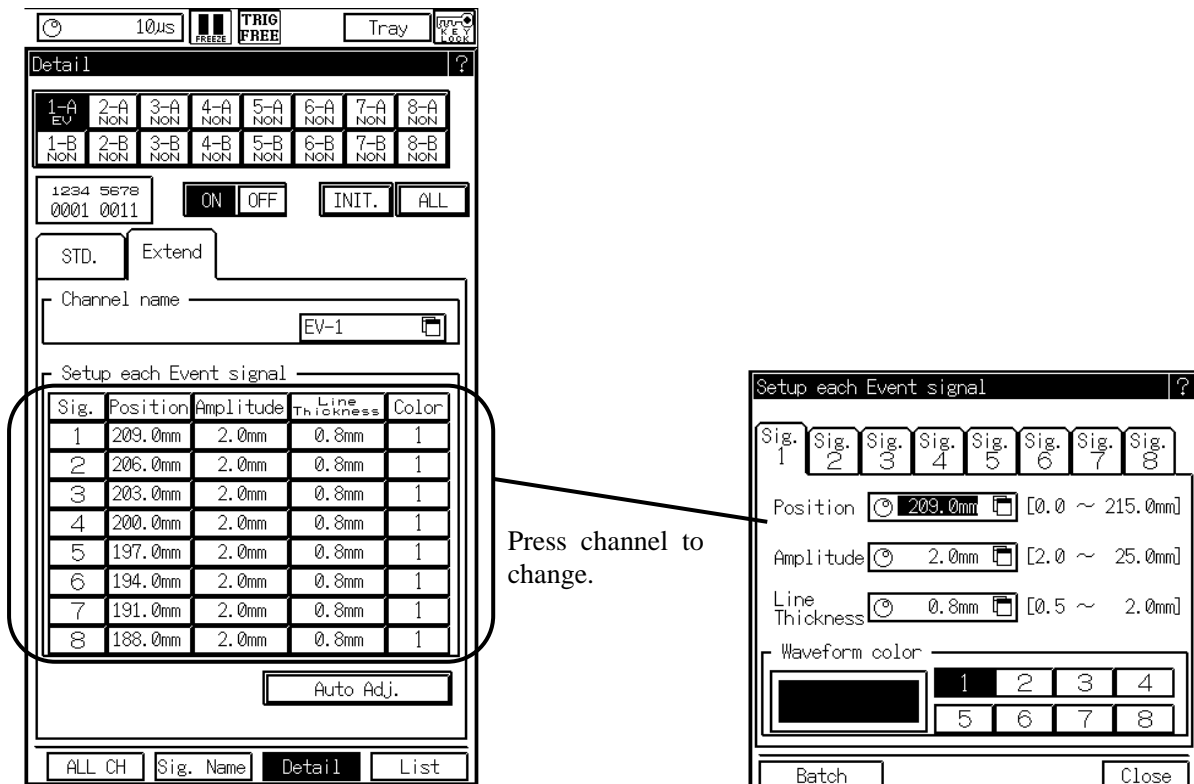 10µs FREEZE TRIG FREE Tray KEY LOCK
Detail ?
1-A EV 2-A NON 3-A NON 4-A NON 5-A NON 6-A NON 7-A NON 8-A NON
1-B NON 2-B NON 3-B NON 4-B NON 5-B NON 6-B NON 7-B NON 8-B NON
1234 5678
0001 0011 ON OFF INIT. ALL
STD. Extend
Channel name
EV-1
Setup each Event signal
Sig. Position Amplitude Line Thickness Color
1 209.0mm 2.0mm 0.8mm 1
2 206.0mm 2.0mm 0.8mm 1
3 203.0mm 2.0mm 0.8mm 1
4 200.0mm 2.0mm 0.8mm 1
5 197.0mm 2.0mm 0.8mm 1
6 194.0mm 2.0mm 0.8mm 1
7 191.0mm 2.0mm 0.8mm 1
8 188.0mm 2.0mm 0.8mm 1
Auto Adj.
ALL CH Sig. Name Detail List
Press channel to
change.
Setup each Event signal ?
Sig. 1 Sig. 2 Sig. 3 Sig. 4 Sig. 5 Sig. 6 Sig. 7 Sig. 8
Position 209.0mm [0.0 ~ 215.0mm]
Amplitude 2.0mm [2.0 ~ 25.0mm]
Line Thickness 0.8mm [0.5 ~ 2.0mm]
Waveform color
1 2 3 4
5 6 7 8
Batch Close